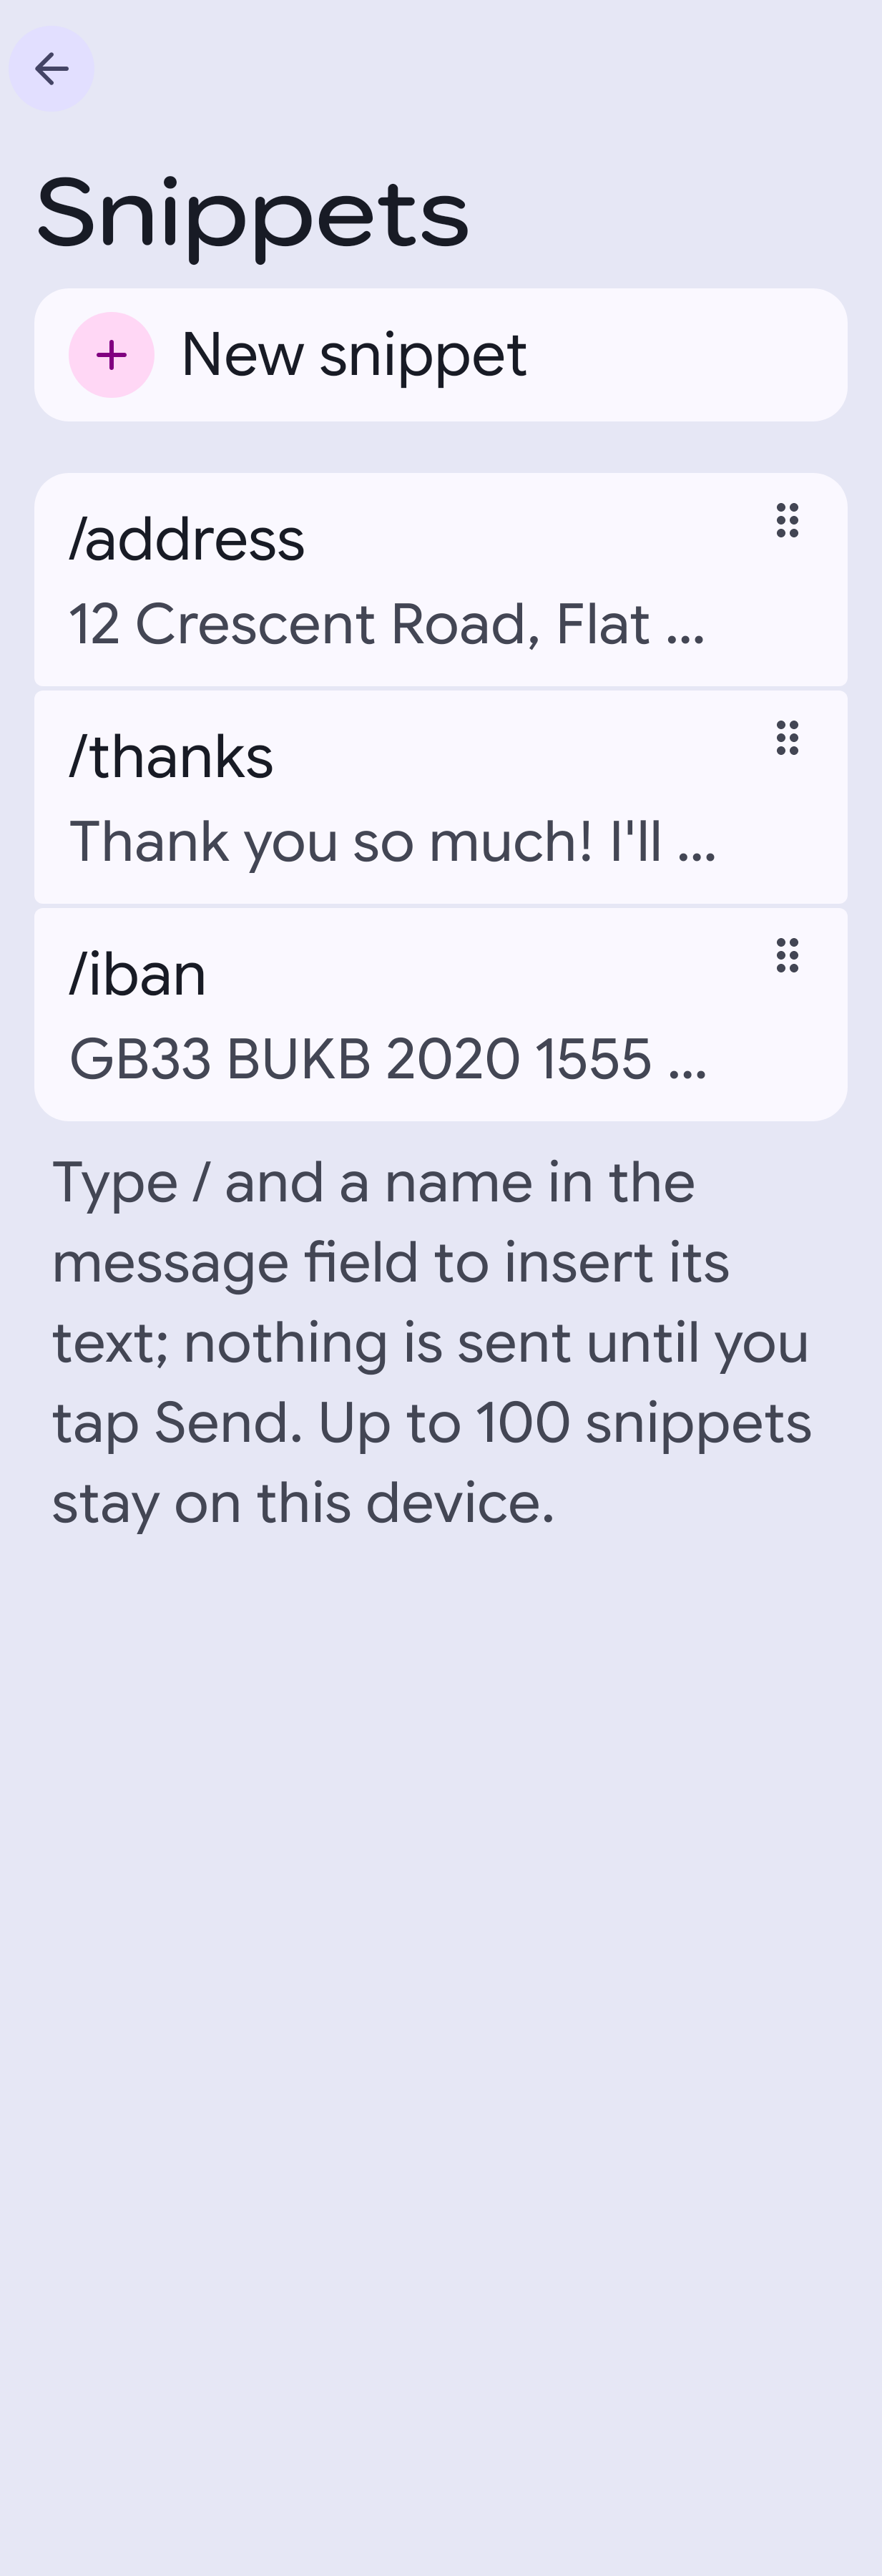 Snippets
New snippet
/address
12 Crescent Road, Flat ...
/thanks
Thank you so much! I'll ...
/iban
GB33 BUKB 2020 1555 ...
Type / and a name in the
message field to insert its
text; nothing is sent until you
tap Send. Up to 100 snippets
stay on this device.